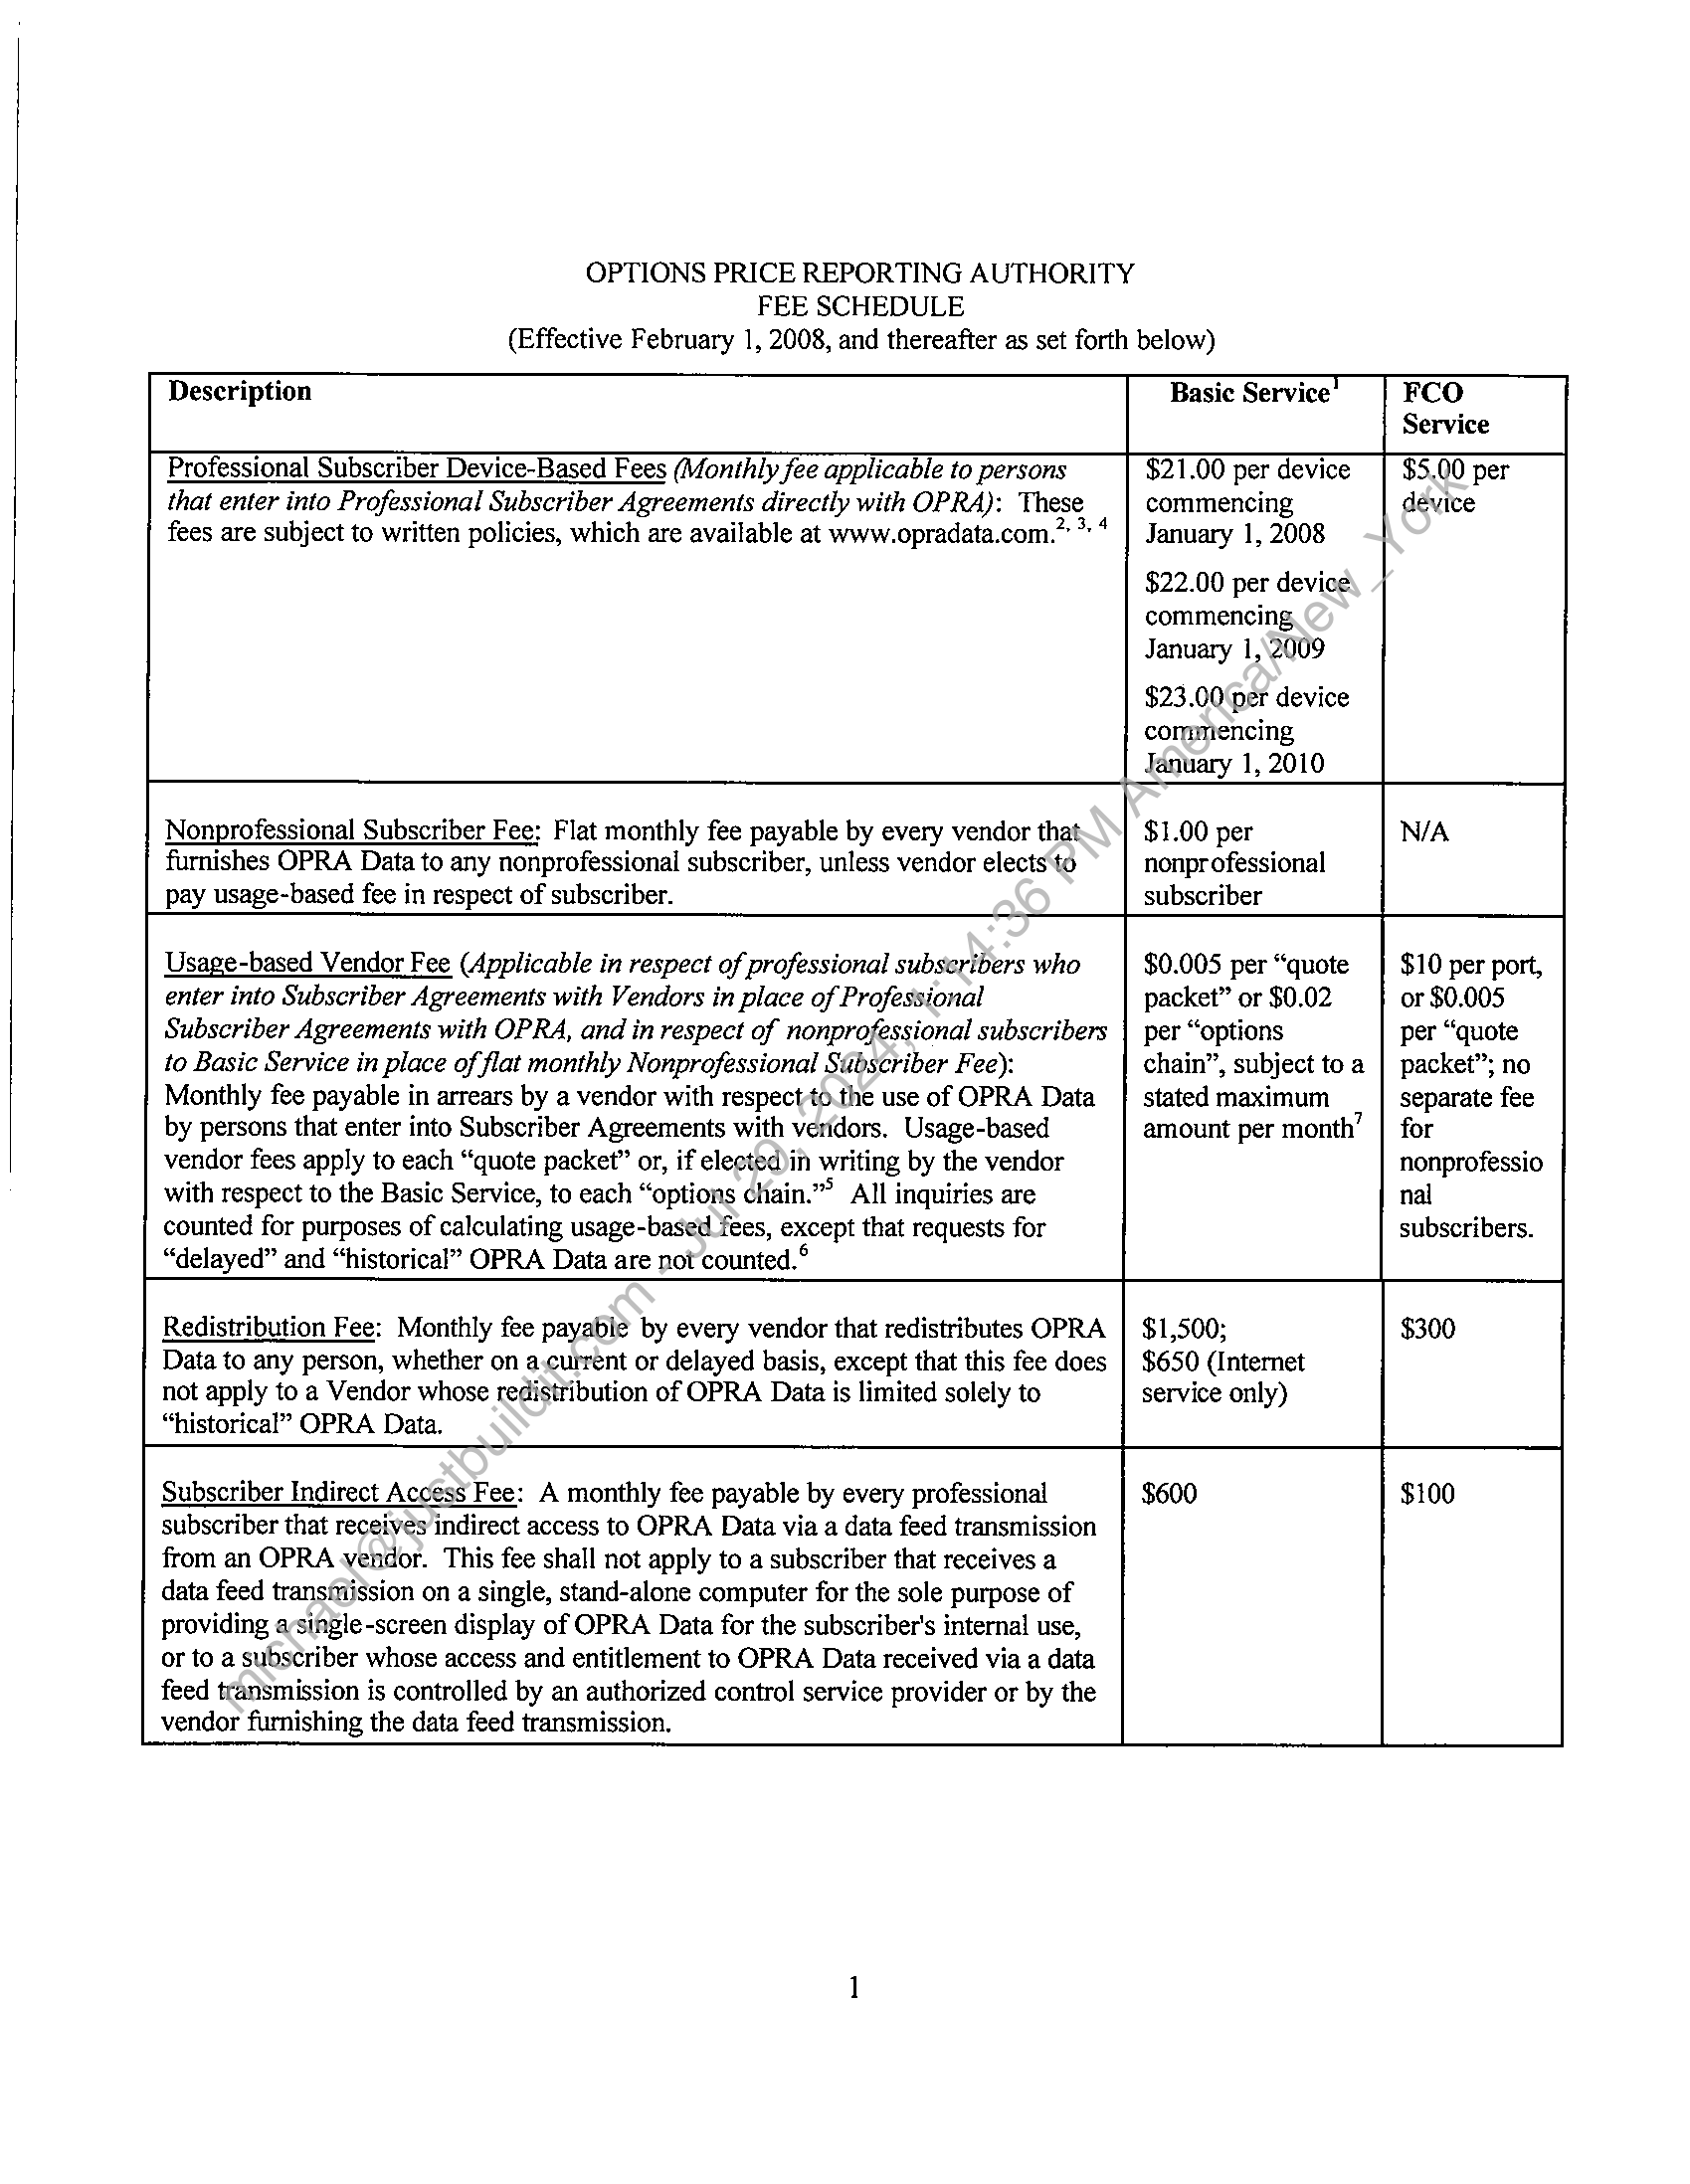 OPTIONS PRICE REPORTING AUTHORITY
FEE SCHEDULE
(Effective February 1, 2008, and thereafter as set forth below)
Description
Basic Service1
FCO
Service
Professional Subscriber Device-Based Fees (Monthly fee applicable to persons
that enter into Professional Subscriber Agreements directly with OPRA): These
fees are subject to written policies, which are available at www.opradata.com.2, 3, 4
$21.00 per device
commencing
January 1, 2008
$22.00 per device
commencing
January 1, 2009
$23.00 per device
commencing
January 1, 2010
$5.00 per
device
Nonprofessional Subscriber Fee: Flat monthly fee payable by every vendor that
furnishes OPRA Data to any nonprofessional subscriber, unless vendor elects to
pay usage-based fee in respect of subscriber.
$1.00 per
nonprofessional
subscriber
N/A
Usage-based Vendor Fee (Applicable in respect of professional subscribers who
enter into Subscriber Agreements with Vendors in place of Professional
Subscriber Agreements with OPRA, and in respect of nonprofessional subscribers
to Basic Service in place of flat monthly Nonprofessional Subscriber Fee):
Monthly fee payable in arrears by a vendor with respect to the use of OPRA Data
by persons that enter into Subscriber Agreements with vendors. Usage-based
vendor fees apply to each “quote packet” or, if elected in writing by the vendor
with respect to the Basic Service, to each “options chain.”5 All inquiries are
counted for purposes of calculating usage-based fees, except that requests for
“delayed” and “historical” OPRA Data are not counted.6
$0.005 per “quote
packet” or $0.02
per “options
chain”, subject to a
stated maximum
amount per month7
$10 per port,
or $0.005
per “quote
packet”; no
separate fee
for
nonprofessio
nal
subscribers.
Redistribution Fee: Monthly fee payable by every vendor that redistributes OPRA
Data to any person, whether on a current or delayed basis, except that this fee does
not apply to a Vendor whose redistribution of OPRA Data is limited solely to
“historical” OPRA Data.
$1,500;
$650 (Internet
service only)
$300
Subscriber Indirect Access Fee: A monthly fee payable by every professional
subscriber that receives indirect access to OPRA Data via a data feed transmission
from an OPRA vendor. This fee shall not apply to a subscriber that receives a
data feed transmission on a single, stand-alone computer for the sole purpose of
providing a single-screen display of OPRA Data for the subscriber's internal use,
or to a subscriber whose access and entitlement to OPRA Data received via a data
feed transmission is controlled by an authorized control service provider or by the
vendor furnishing the data feed transmission.
$600
$100
1
michael@justbuildit.com - Jul 20, 2024, 1:14:36 PM America/New_York